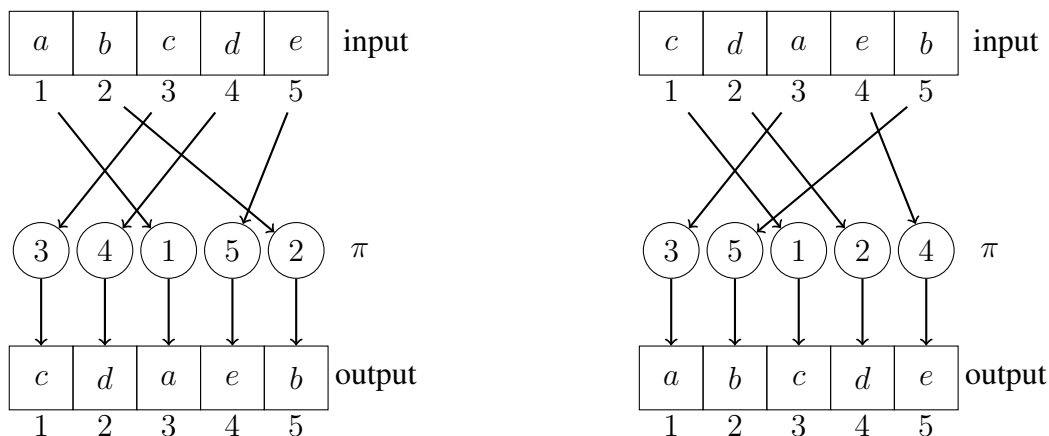 a b c d e input
1 2 3 4 5
3 4 1 5 2 π
c d a e b output
1 2 3 4 5
c d a e b input
1 2 3 4 5
3 5 1 2 4 π
a b c d e output
1 2 3 4 5